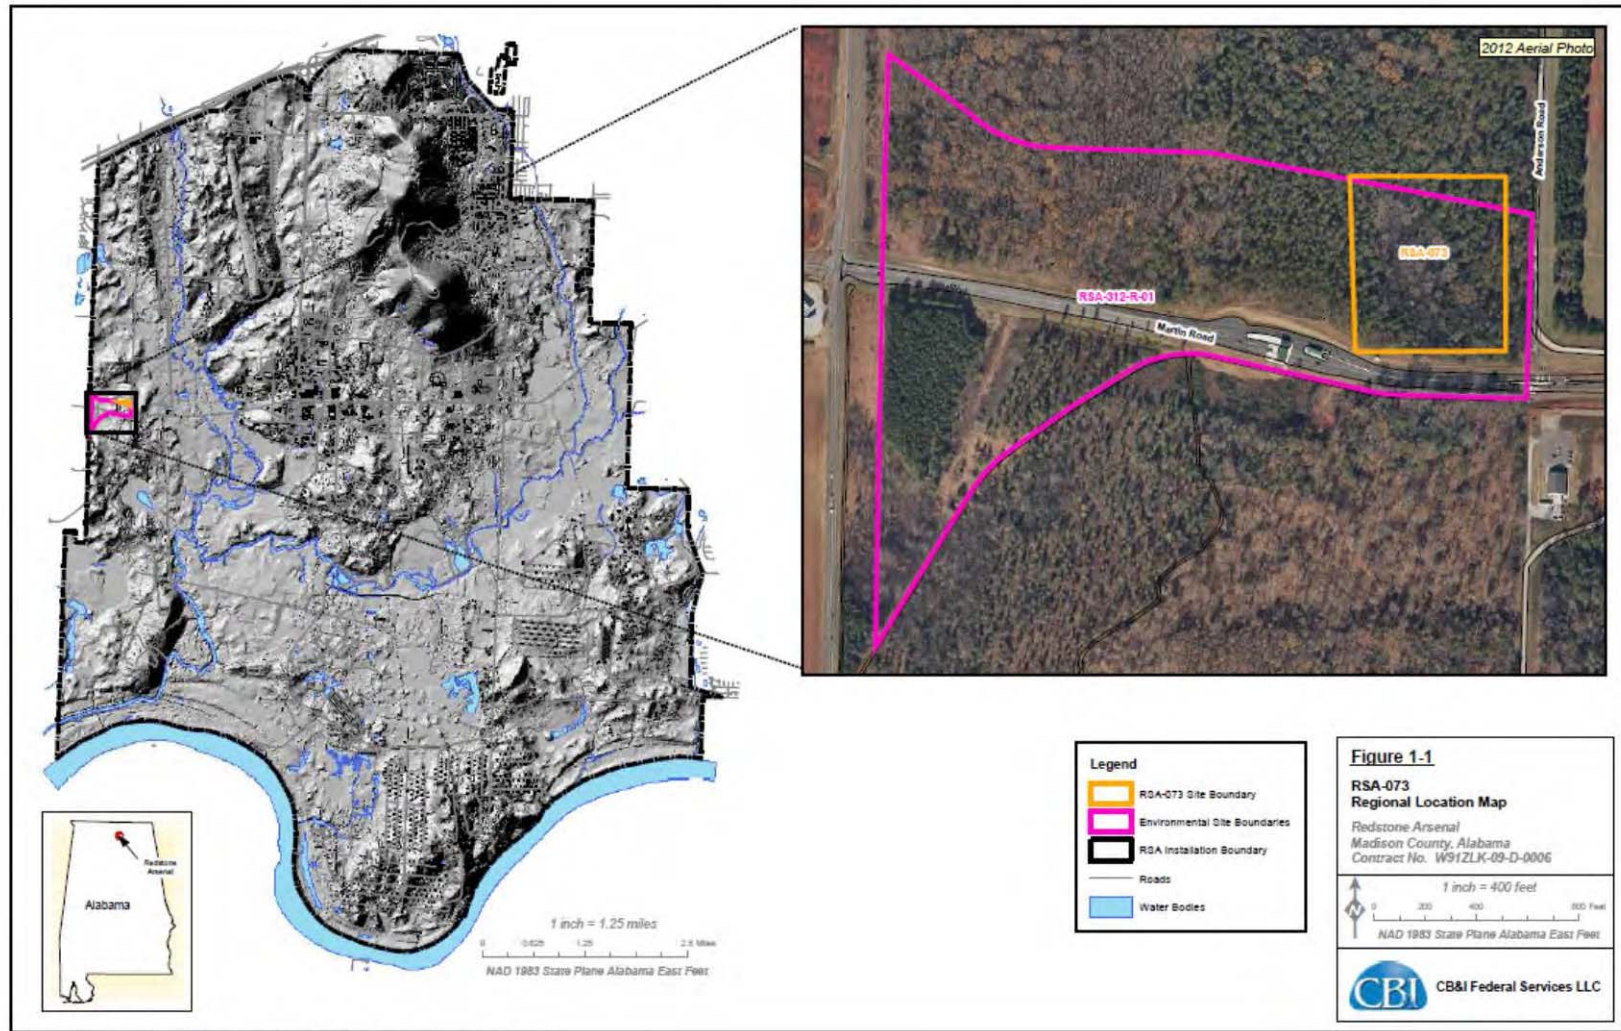 2012 Aerial Photo
Anderson Road
RSA-073
RSA-312-R-01
Martin Road
Legend
RSA-073 Site Boundary
Environmental Site Boundaries
RSA Installation Boundary
Roads
Water Bodies
Figure 1-1
RSA-073
Regional Location Map
Redstone Arsenal
Madison County, Alabama
Contract No. W91ZLK-09-D-0006
1 inch = 400 feet
N
0 200 400 800 Feet
NAD 1983 State Plane Alabama East Feet
CB&I
CB&I Federal Services LLC
Redstone
Arsenal
Alabama
1 inch = 1.25 miles
0 0.625 1.25 2.5 Miles
NAD 1983 State Plane Alabama East Feet